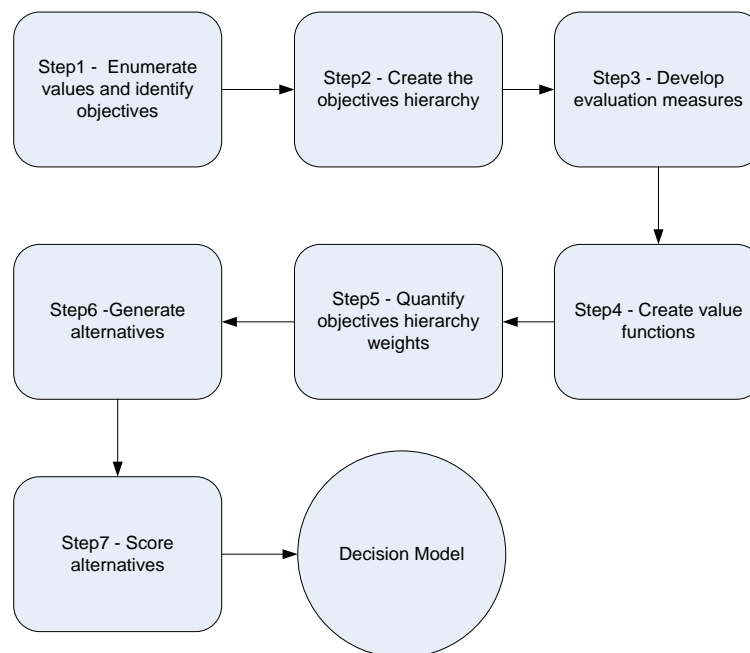 Step1 -  Enumerate
values and identify
objectives
Step2 - Create the
objectives hierarchy
Step3 - Develop
evaluation measures
Step4 - Create value
functions
Step5 - Quantify
objectives hierarchy
weights
Step6 -Generate
alternatives
Step7 - Score
alternatives
Decision Model